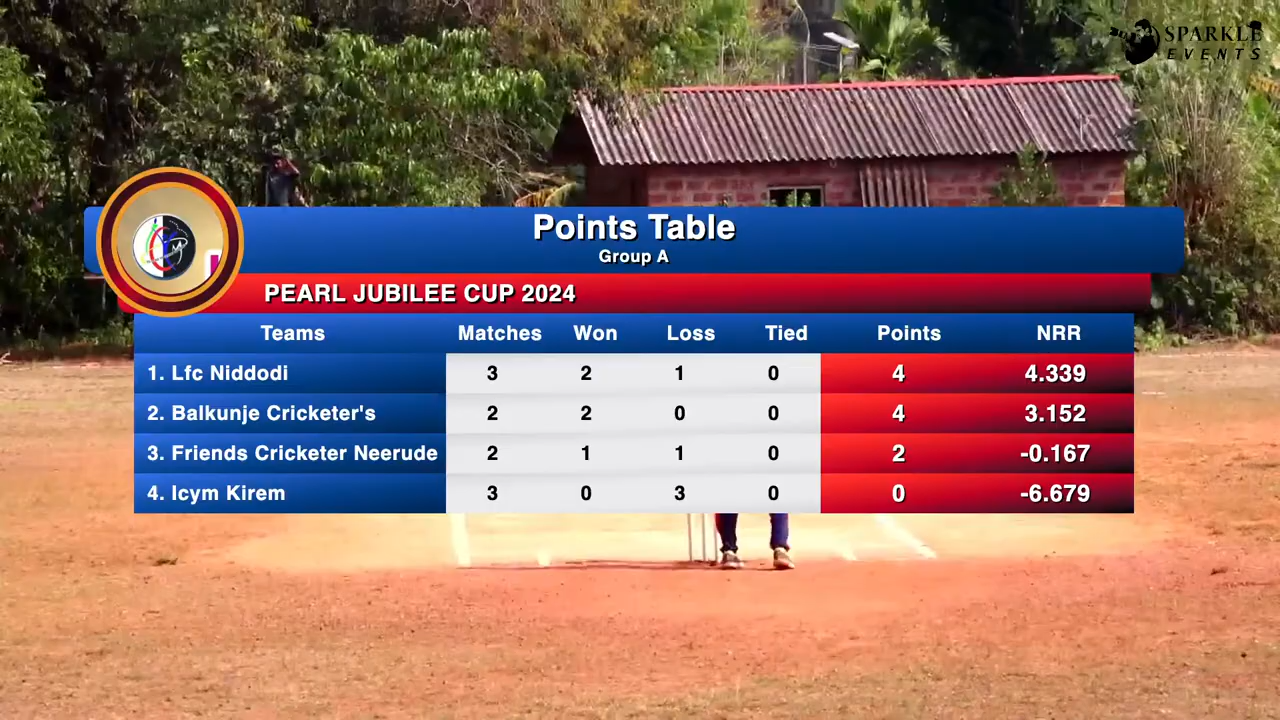 SPARKLE
EVENTS
Points Table
Group A
PEARL JUBILEE CUP 2024
Teams Matches Won Loss Tied Points NRR
1. Lfc Niddodi 3 2 1 0 4 4.339
2. Balkunje Cricketer's 2 2 0 0 4 3.152
3. Friends Cricketer Neerude 2 1 1 0 2 -0.167
4. Icym Kirem 3 0 3 0 0 -6.679